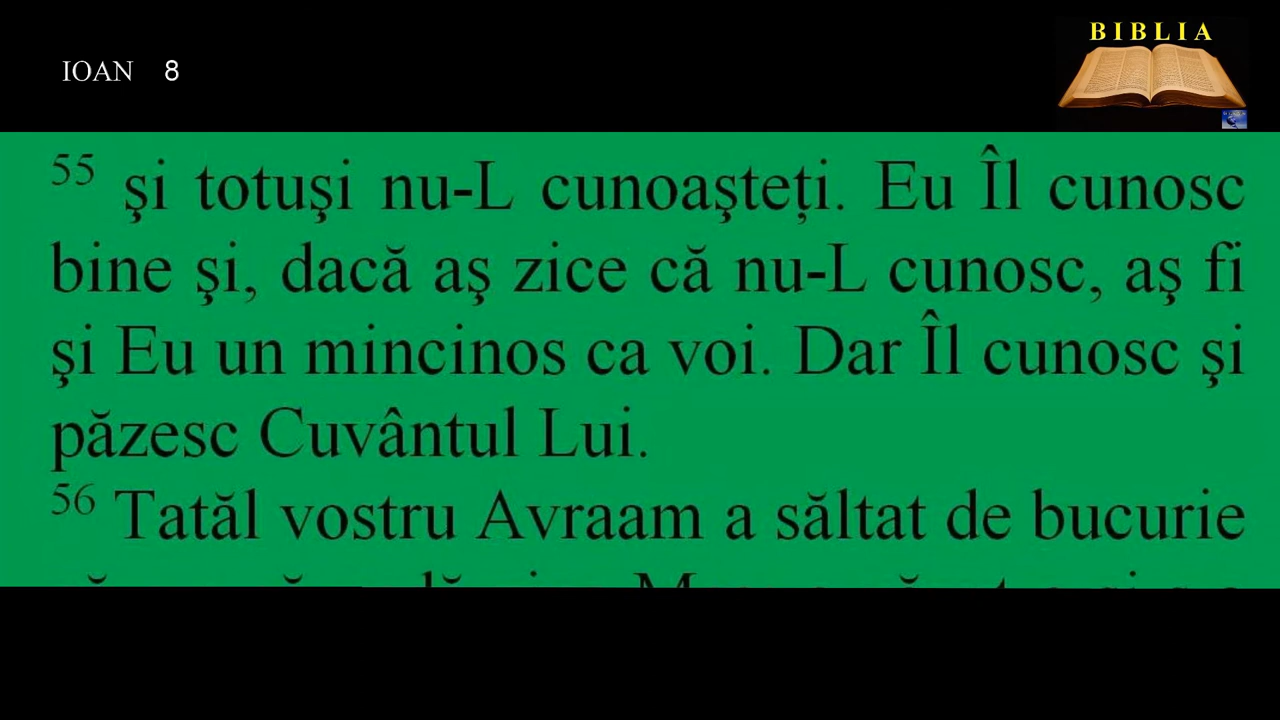 BIBLIA
IOAN 8
55 şi totuşi nu-L cunoaşteţi. Eu Îl cunosc
bine şi, dacă aş zice că nu-L cunosc, aş fi
şi Eu un mincinos ca voi. Dar Îl cunosc şi
păzesc Cuvântul Lui.
56 Tatăl vostru Avraam a săltat de bucurie